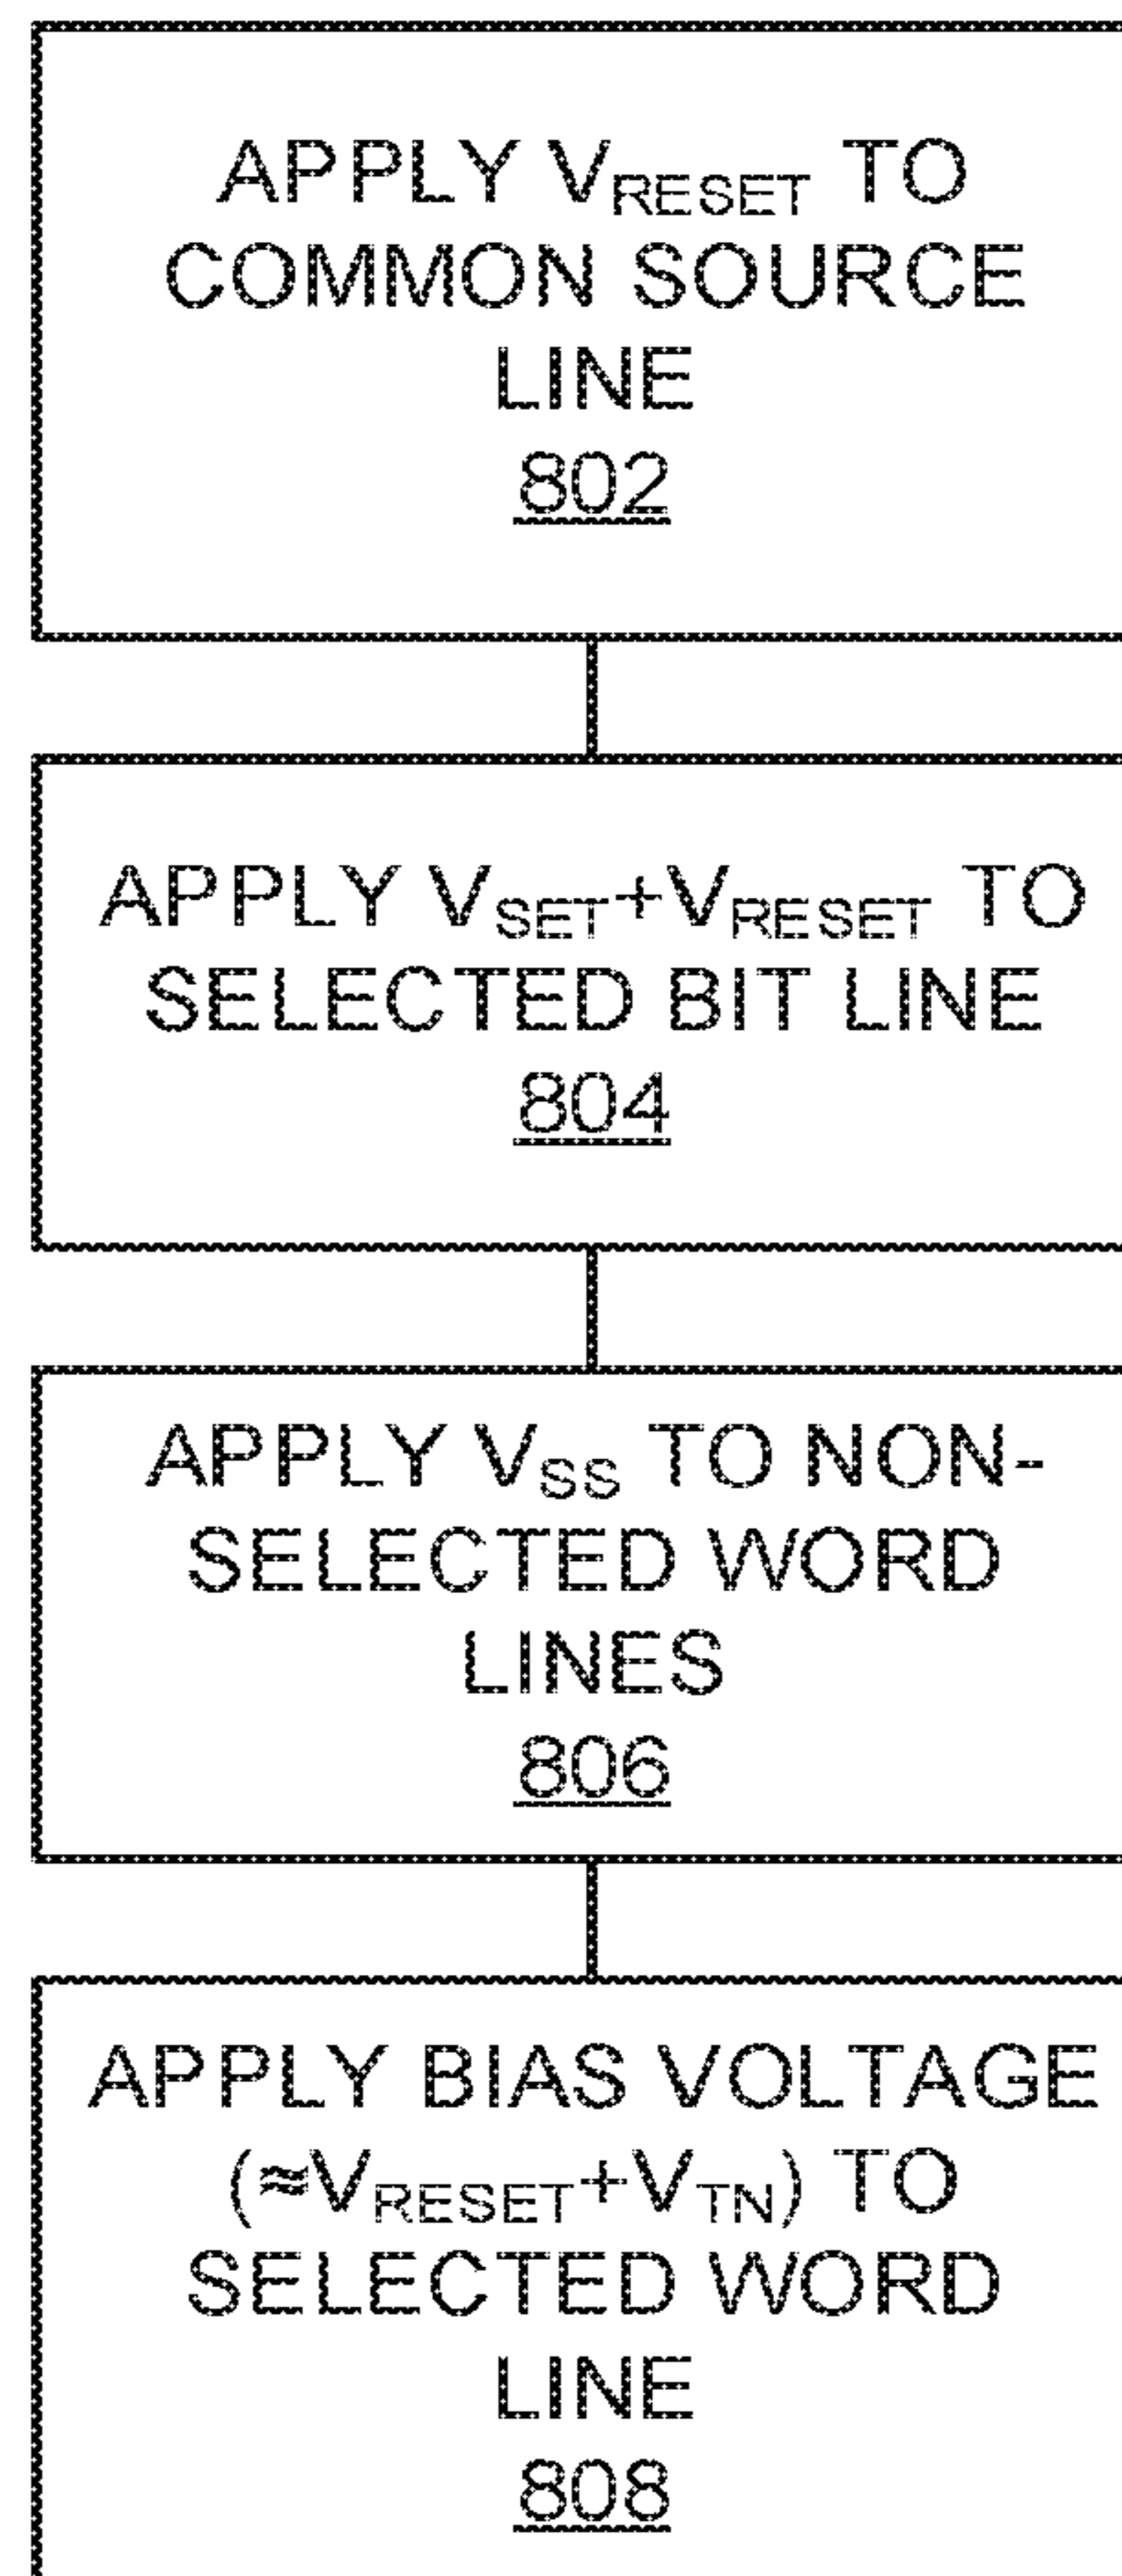 APPLY VRESET TO
COMMON SOURCE
LINE
802
APPLY VSET+VRESET TO
SELECTED BIT LINE
804
APPLY VSS TO NON-
SELECTED WORD
LINES
806
APPLY BIAS VOLTAGE
(≈VRESET+VTN) TO
SELECTED WORD
LINE
808